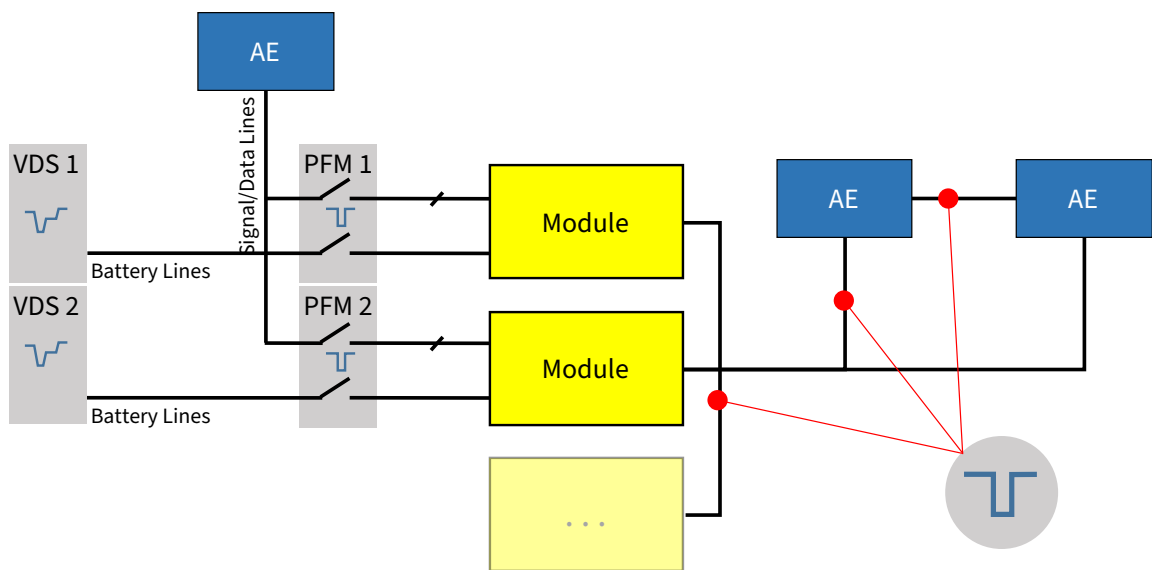 AE
Signal/Data Lines
VDS 1
PFM 1
Module
AE
AE
Battery Lines
VDS 2
PFM 2
Module
Battery Lines
. . .